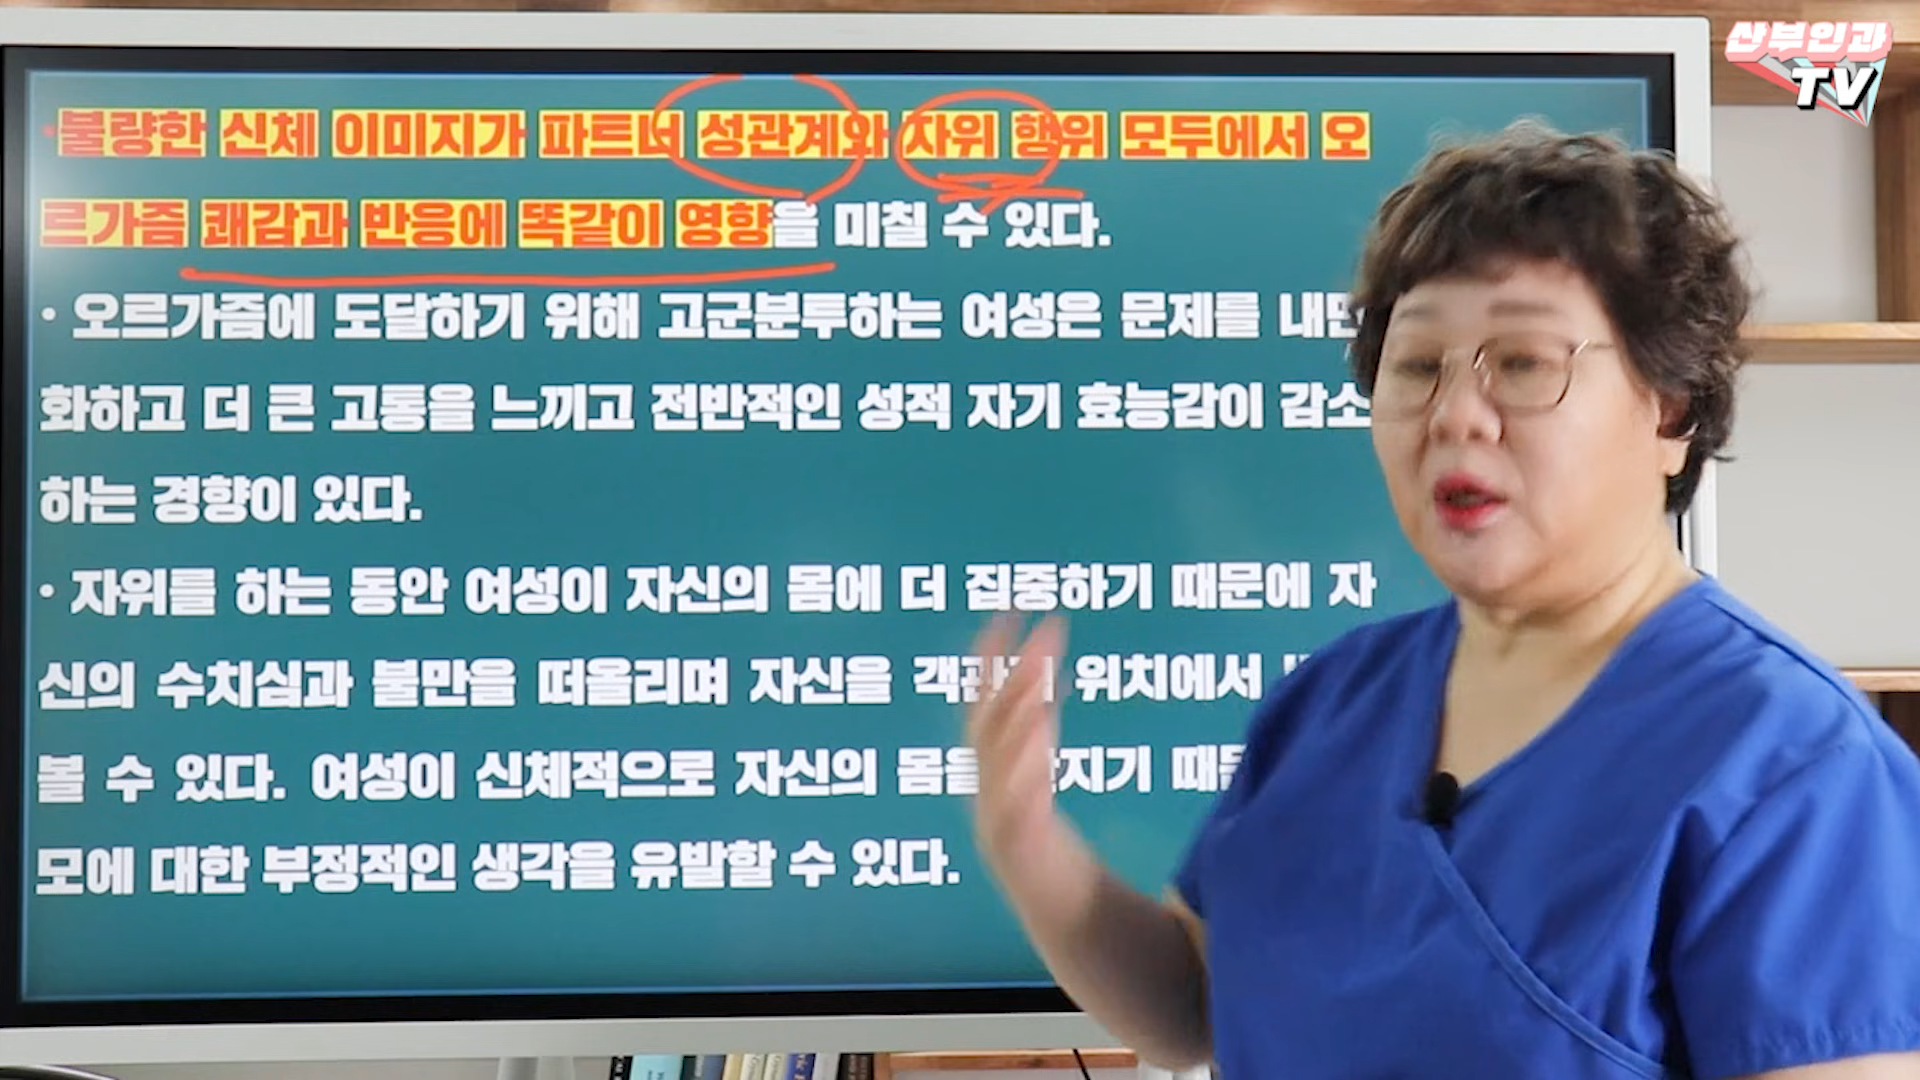 산부인과
TV
·불량한 신체 이미지가 파트너 성관계와 자위 행위 모두에서 오
르가즘 쾌감과 반응에 똑같이 영향을 미칠 수 있다.
· 오르가즘에 도달하기 위해 고군분투하는 여성은 문제를 내면
화하고 더 큰 고통을 느끼고 전반적인 성적 자기 효능감이 감소
하는 경향이 있다.
· 자위를 하는 동안 여성이 자신의 몸에 더 집중하기 때문에 자
신의 수치심과 불만을 떠올리며 자신을 위치에서
볼 수 있다. 여성이 신체적으로 자신의 몸을
모에 대한 부정적인 생각을 유발할 수 있다.